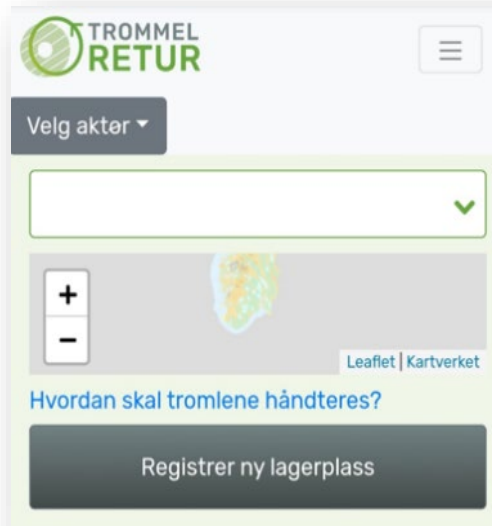 TROMMEL
RETUR
Velg aktør
+
−
Leaflet | Kartverket
Hvordan skal tromlene håndteres?
Registrer ny lagerplass